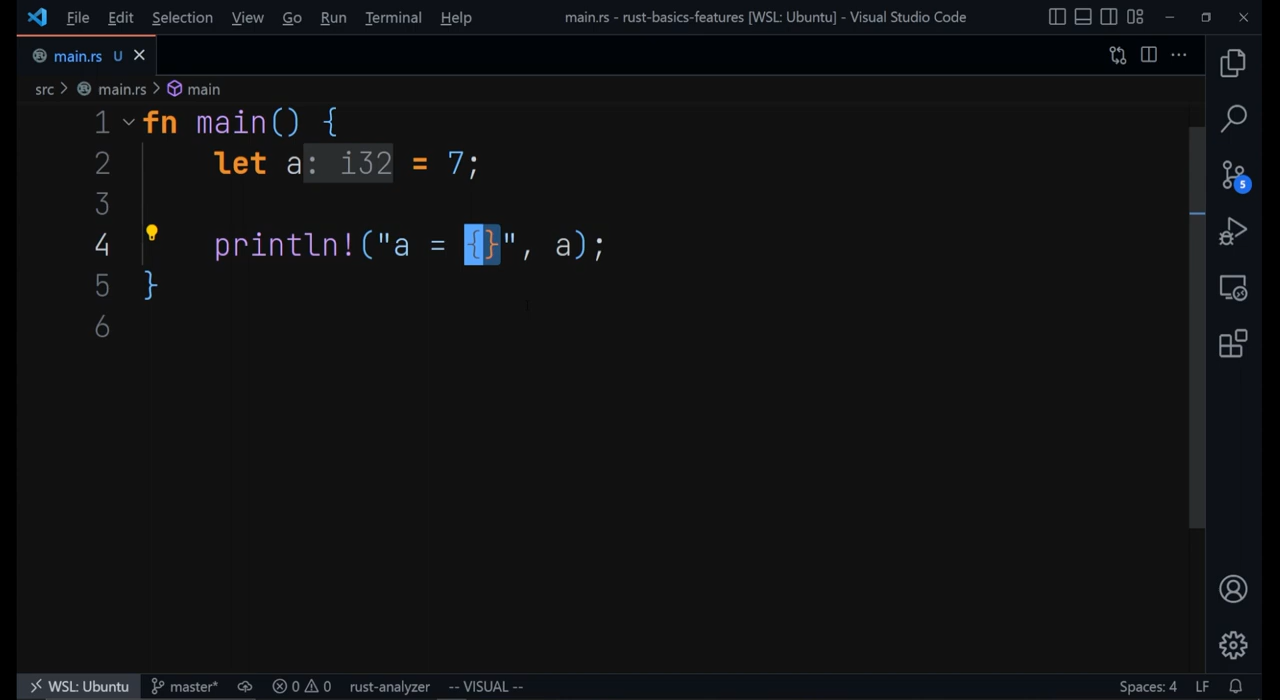 File Edit Selection View Go Run Terminal Help main.rs - rust-basics-features [WSL: Ubuntu] - Visual Studio Code
main.rs U
src > main.rs > main
1 fn main() {
2 let a: i32 = 7;
3
4 println!("a = {}", a);
5 }
6
5
WSL: Ubuntu master* 0 0 rust-analyzer -- VISUAL -- Spaces: 4 LF